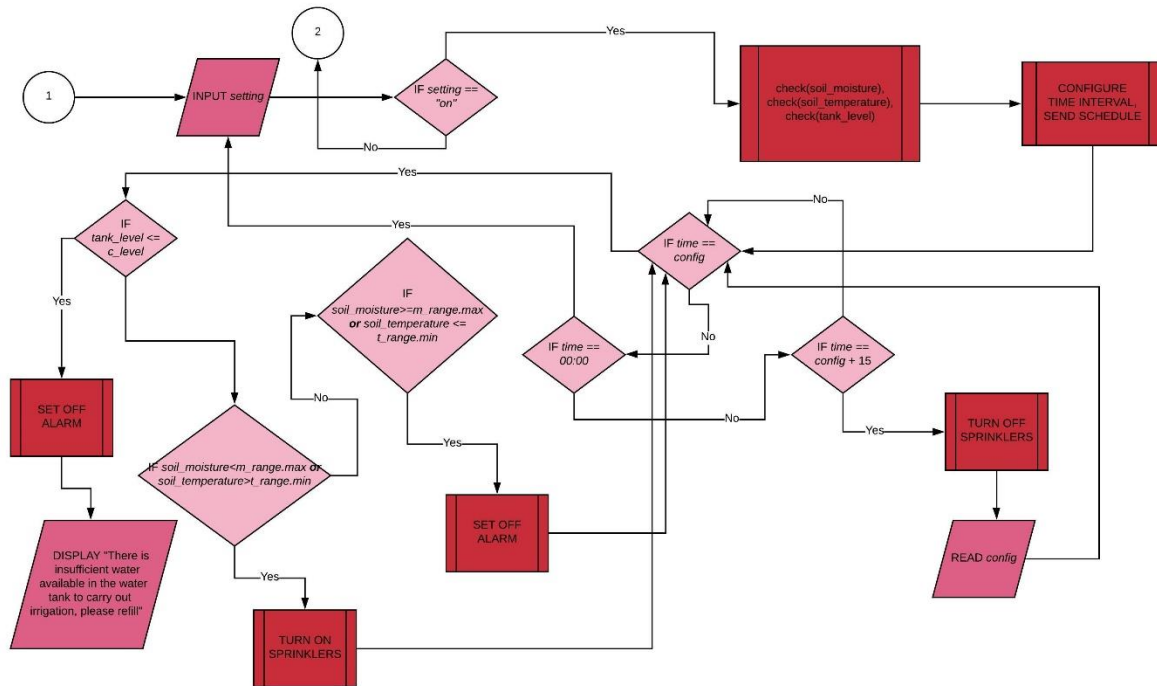 2
Yes
1
INPUT setting
IF setting ==
"on"
No
check(soil_moisture),
check(soil_temperature),
check(tank_level)
CONFIGURE
TIME INTERVAL,
SEND SCHEDULE
Yes
No
IF
tank_level <=
c_level
Yes
IF time ==
config
IF
soil_moisture>=m_range.max
or soil_temperature <=
t_range.min
Yes
No
IF time ==
00:00
IF time ==
config + 15
No
No
SET OFF
ALARM
Yes
TURN OFF
SPRINKLERS
Yes
IF soil_moisture<m_range.max or
soil_temperature>t_range.min
SET OFF
ALARM
DISPLAY "There is
insufficient water
available in the water
tank to carry out
irrigation, please refill"
READ config
Yes
TURN ON
SPRINKLERS